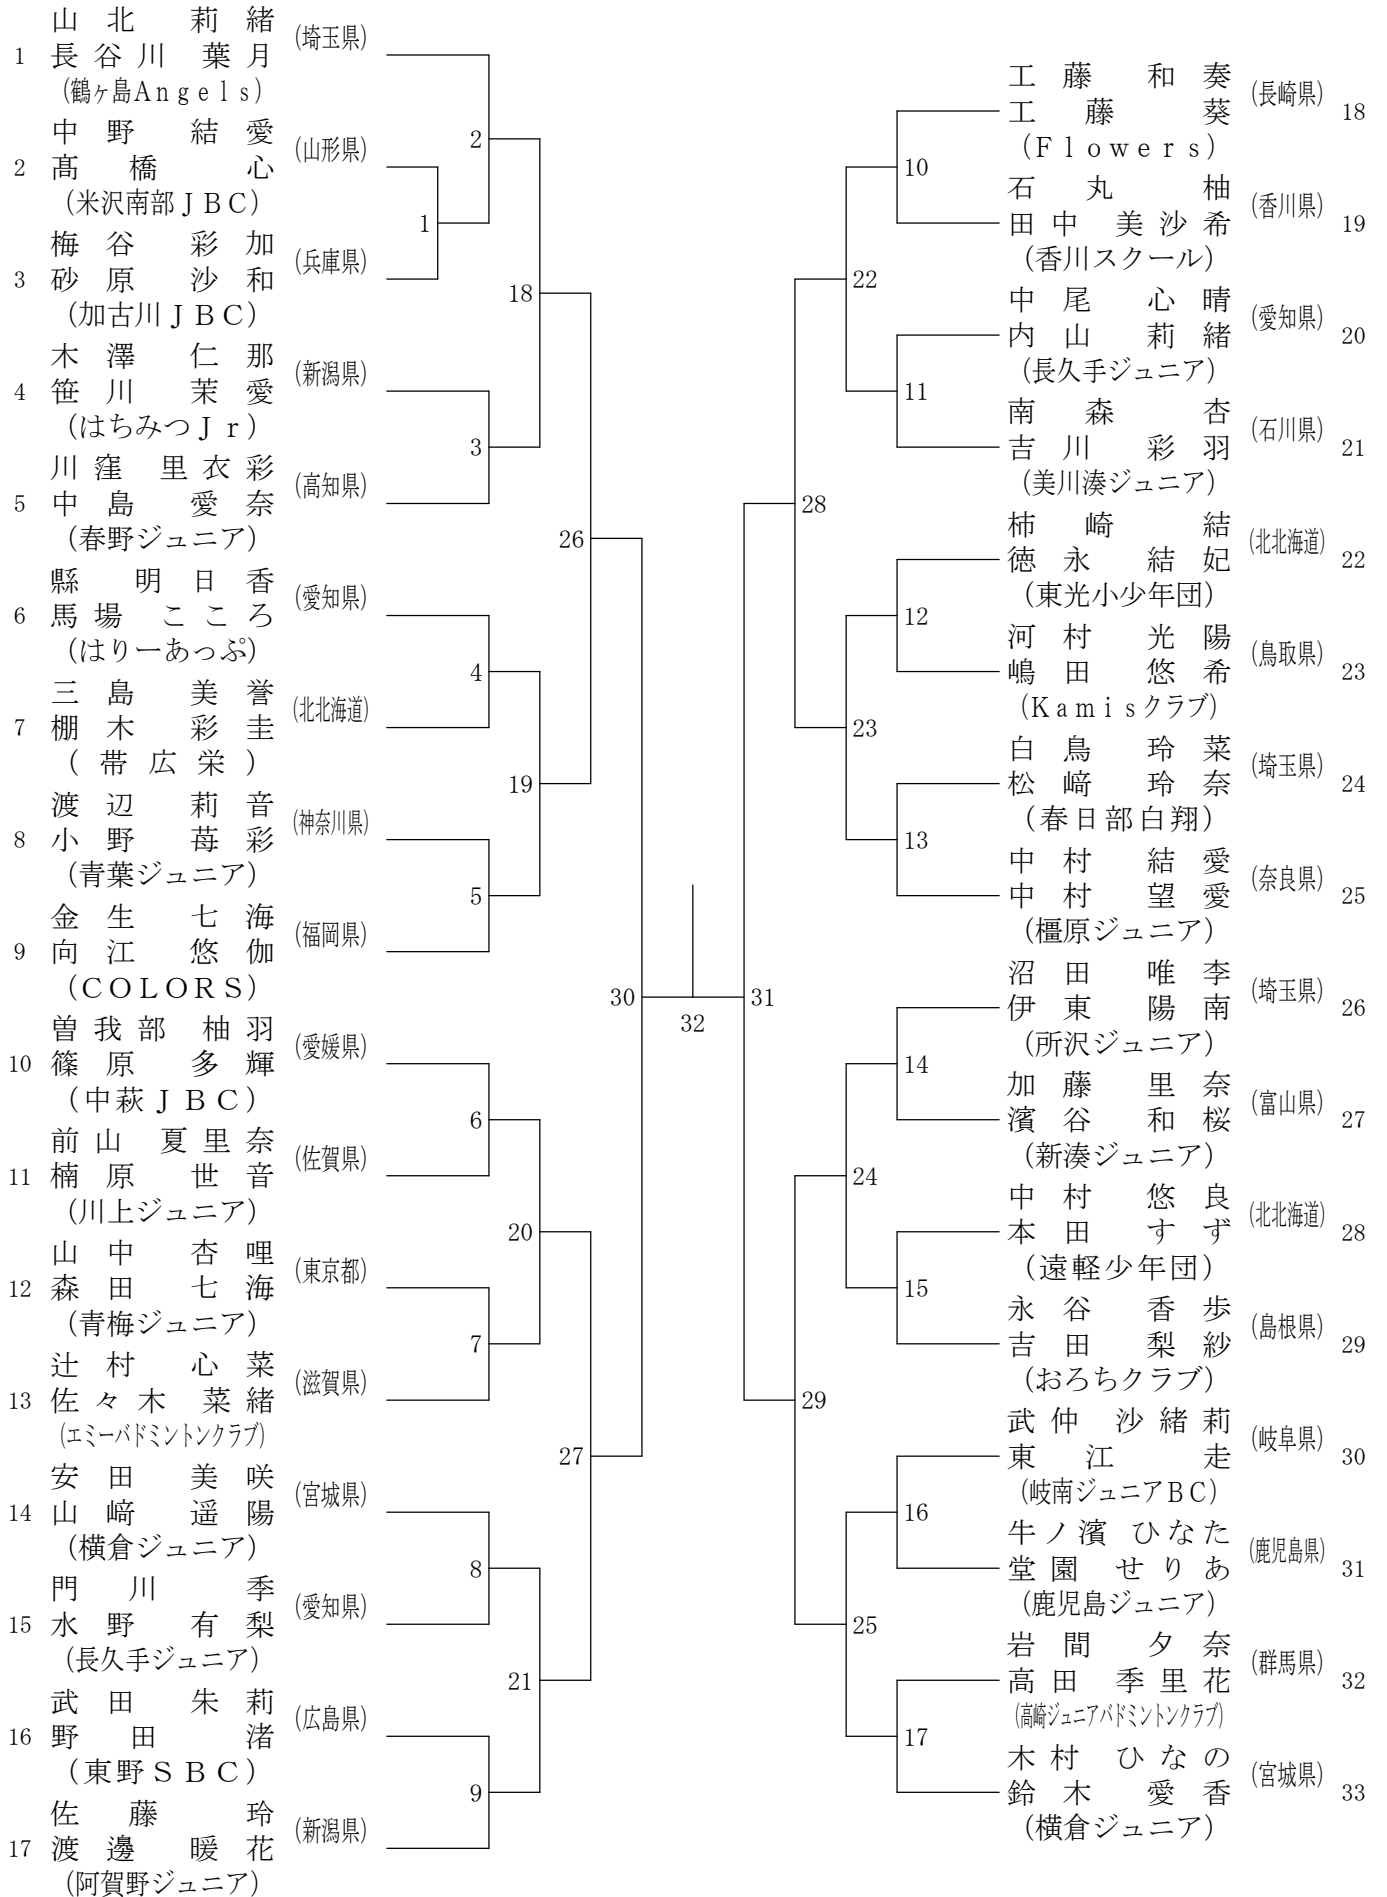 山北 莉緒
(埼玉県)
1 長谷川 葉月
(鶴ヶ島Angels)
中野 結愛
(山形県)
2 髙橋 心
(米沢南部JBC)
梅谷 彩加
(兵庫県)
3 砂原 沙和
(加古川JBC)
木澤 仁那
(新潟県)
4 笹川 茉愛
(はちみつJr)
川窪 里衣彩
(高知県)
5 中島 愛奈
(春野ジュニア)
縣 明日香
(愛知県)
6 馬場 こころ
(はりーあっぷ)
三島 美誉
(北北海道)
7 棚木 彩圭
(帯広栄)
渡辺 莉音
(神奈川県)
8 小野 苺彩
(青葉ジュニア)
金生 七海
(福岡県)
9 向江 悠伽
(COLORS)
曽我部 柚羽
(愛媛県)
10 篠原 多輝
(中萩JBC)
前山 夏里奈
(佐賀県)
11 楠原 世音
(川上ジュニア)
山中 杏哩
(東京都)
12 森田 七海
(青梅ジュニア)
辻村 心菜
(滋賀県)
13 佐々木 菜緒
(エミーバドミントンクラブ)
安田 美咲
(宮城県)
14 山﨑 遥陽
(横倉ジュニア)
門川 季
(愛知県)
15 水野 有梨
(長久手ジュニア)
武田 朱莉
(広島県)
16 野田 渚
(東野SBC)
佐藤 玲
(新潟県)
17 渡邊 暖花
(阿賀野ジュニア)
1
2
3
4
5
6
7
8
9
18
19
20
21
26
27
30
32
31
28
29
22
23
24
25
10
11
12
13
14
15
16
17
工藤 和奏
(長崎県)
工藤 葵 18
(Flowers)
石丸 柚
(香川県)
田中 美沙希 19
(香川スクール)
中尾 心晴
(愛知県)
内山 莉緒 20
(長久手ジュニア)
南森 杏
(石川県)
吉川 彩羽 21
(美川湊ジュニア)
柿崎 結
(北北海道)
徳永 結妃 22
(東光小少年団)
河村 光陽
(鳥取県)
嶋田 悠希 23
(Kamisクラブ)
白鳥 玲菜
(埼玉県)
松﨑 玲奈 24
(春日部白翔)
中村 結愛
(奈良県)
中村 望愛 25
(橿原ジュニア)
沼田 唯李
(埼玉県)
伊東 陽南 26
(所沢ジュニア)
加藤 里奈
(富山県)
濱谷 和桜 27
(新湊ジュニア)
中村 悠良
(北北海道)
本田 すず 28
(遠軽少年団)
永谷 香歩
(島根県)
吉田 梨紗 29
(おろちクラブ)
武仲 沙緒莉
(岐阜県)
東江 走 30
(岐南ジュニアBC)
牛ノ濱 ひなた
(鹿児島県)
堂園 せりあ 31
(鹿児島ジュニア)
岩間 夕奈
(群馬県)
高田 季里花 32
(高崎ジュニアバドミントンクラブ)
木村 ひなの
(宮城県)
鈴木 愛香 33
(横倉ジュニア)